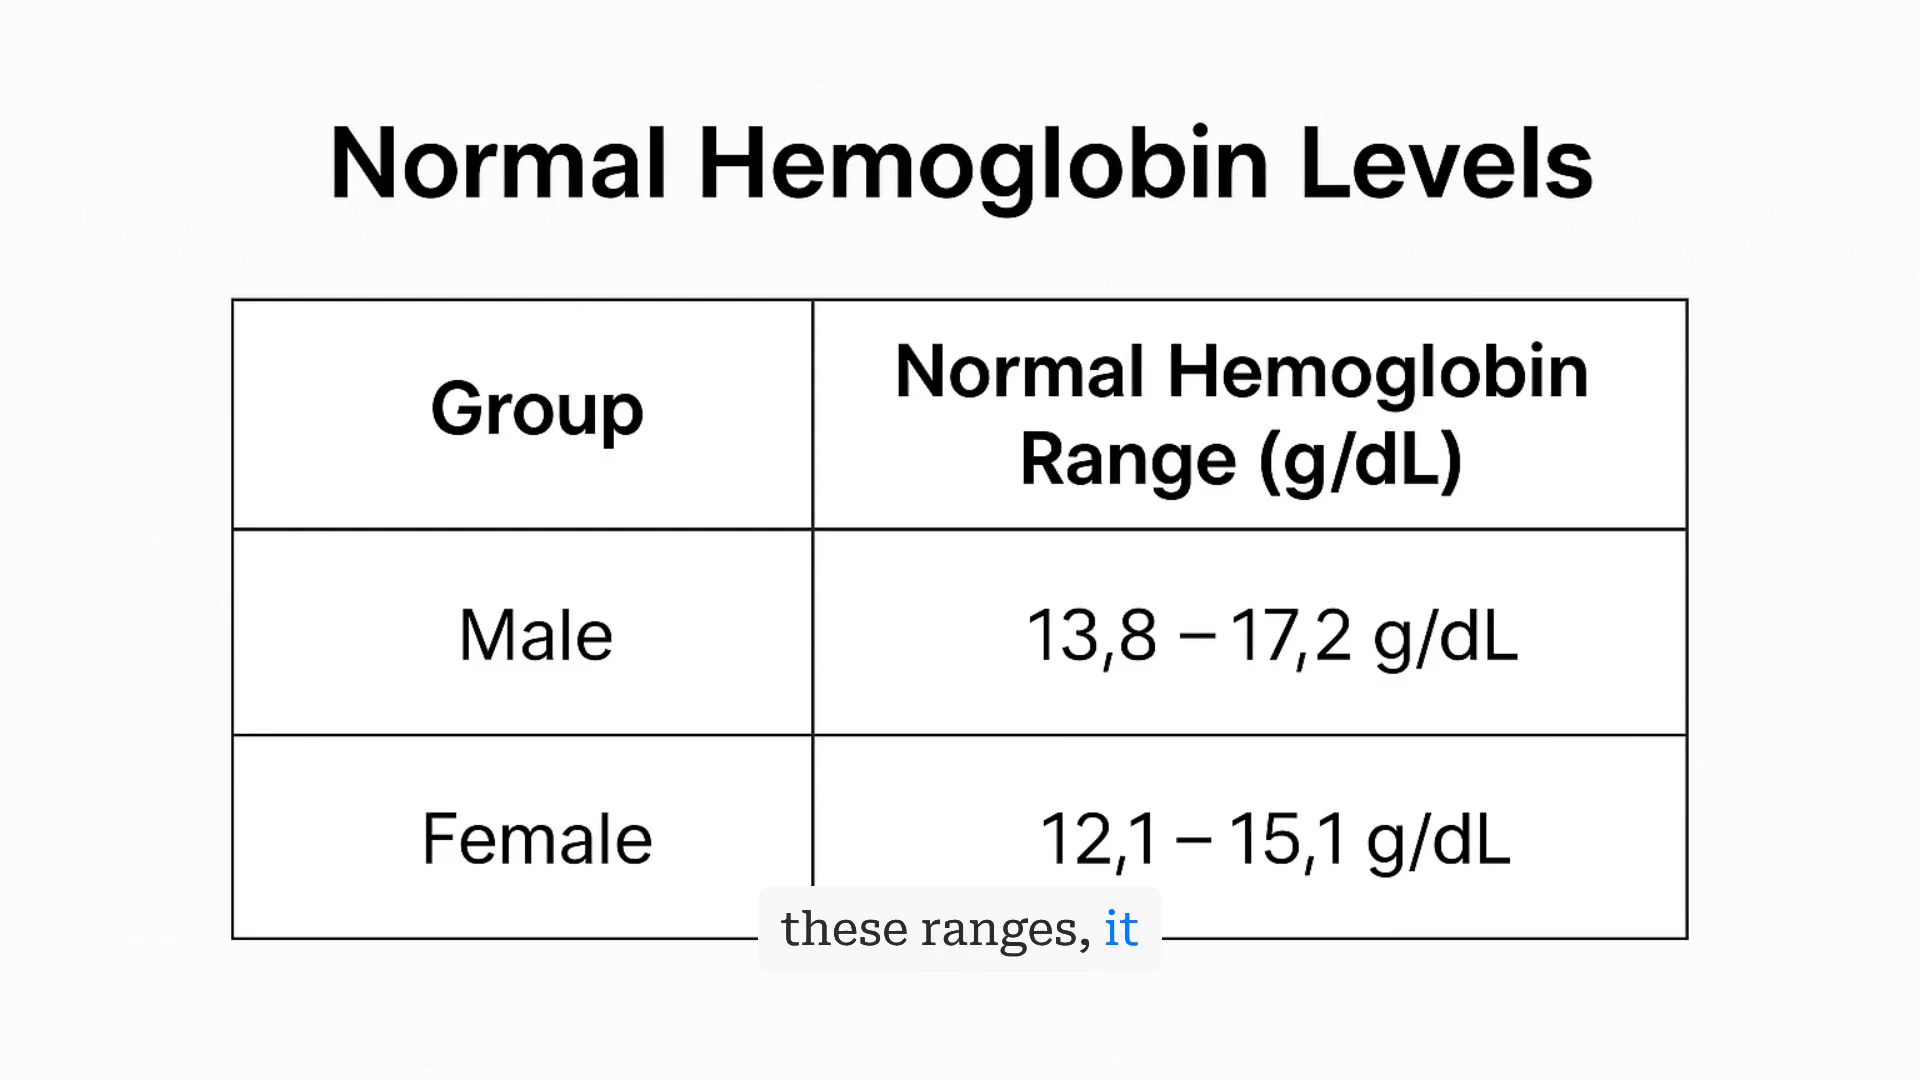 Normal Hemoglobin Levels
Group
Normal Hemoglobin
Range (g/dL)
Male
13,8 – 17,2 g/dL
Female
12,1 – 15,1 g/dL
these ranges, it